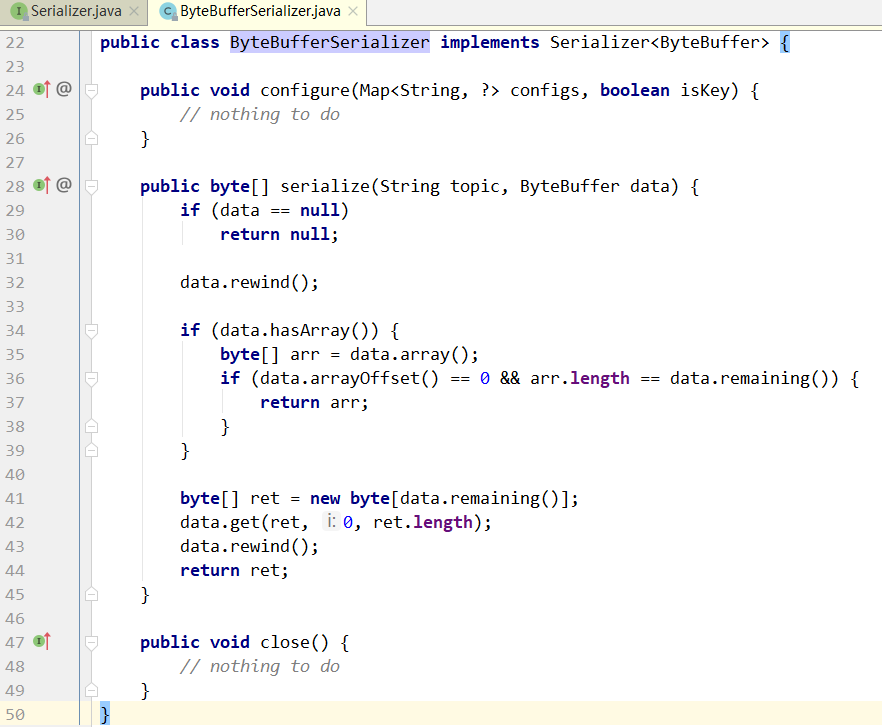 Serializer.java × ByteBufferSerializer.java ×
22 public class ByteBufferSerializer implements Serializer<ByteBuffer> {
23
24 @ public void configure(Map<String, ?> configs, boolean isKey) {
25 // nothing to do
26 }
27
28 @ public byte[] serialize(String topic, ByteBuffer data) {
29 if (data == null)
30 return null;
31
32 data.rewind();
33
34 if (data.hasArray()) {
35 byte[] arr = data.array();
36 if (data.arrayOffset() == 0 && arr.length == data.remaining()) {
37 return arr;
38 }
39 }
40
41 byte[] ret = new byte[data.remaining()];
42 data.get(ret, i: 0, ret.length);
43 data.rewind();
44 return ret;
45 }
46
47 public void close() {
48 // nothing to do
49 }
50 }